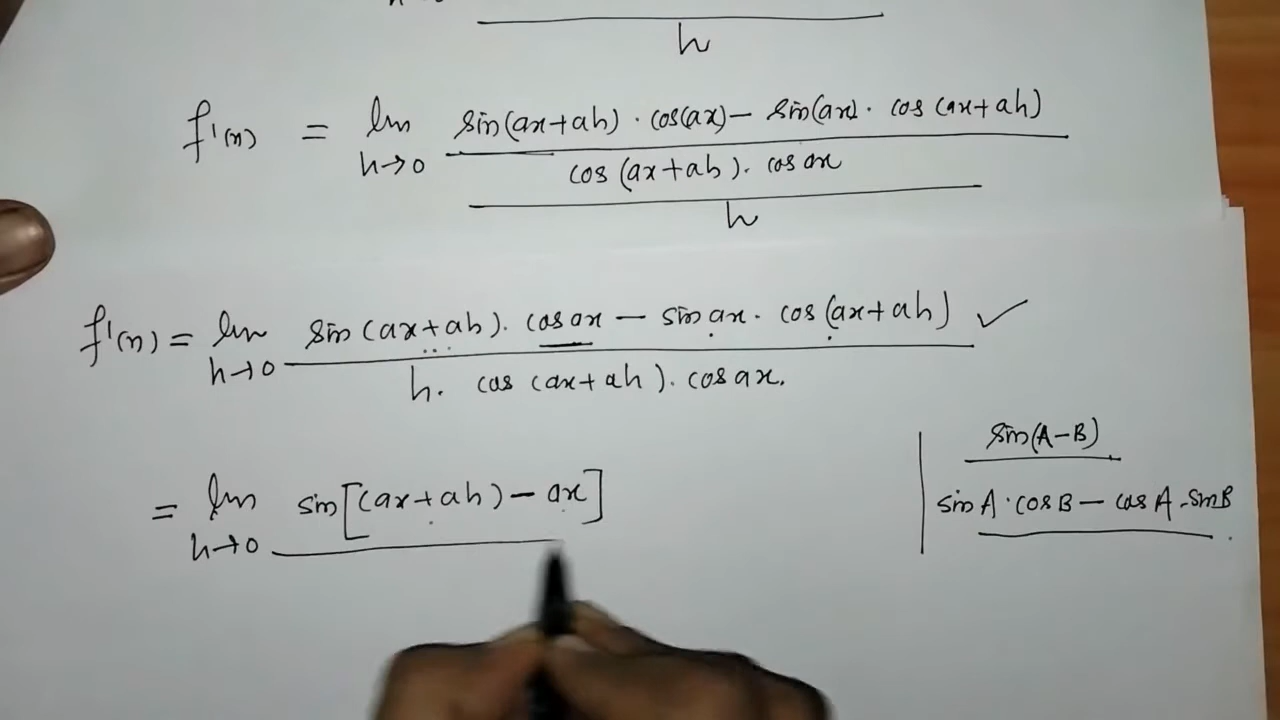 h
f'(x) = lim h→0 sin(ax+ah) · cos(ax) − sin(ax) · cos(ax+ah)
cos(ax+ah) · cos ax
h
f'(x) = lim h→0 sin(ax+ah) · cos ax − sin ax · cos(ax+ah) ✓
h · cos(ax+ah) · cos ax.
sin(A−B)
= lim h→0 sin[(ax+ah) − ax]
sin A · cos B − cos A · sin B